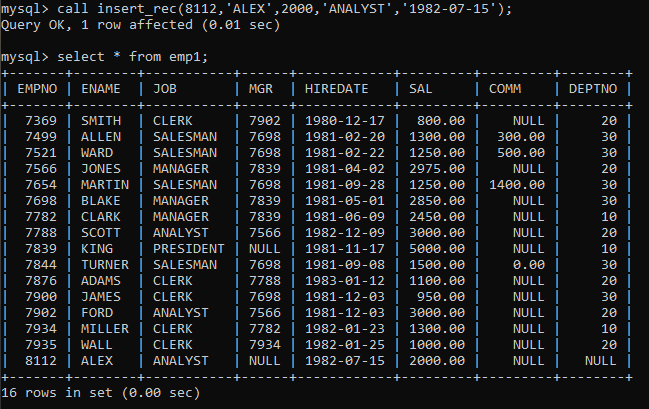 mysql> call insert_rec(8112,'ALEX',2000,'ANALYST','1982-07-15');
Query OK, 1 row affected (0.01 sec)

mysql> select * from emp1;
+-------+--------+-----------+------+------------+---------+---------+--------+
| EMPNO | ENAME | JOB | MGR | HIREDATE | SAL | COMM | DEPTNO |
+-------+--------+-----------+------+------------+---------+---------+--------+
| 7369 | SMITH | CLERK | 7902 | 1980-12-17 | 800.00 | NULL | 20 |
| 7499 | ALLEN | SALESMAN | 7698 | 1981-02-20 | 1300.00 | 300.00 | 30 |
| 7521 | WARD | SALESMAN | 7698 | 1981-02-22 | 1250.00 | 500.00 | 30 |
| 7566 | JONES | MANAGER | 7839 | 1981-04-02 | 2975.00 | NULL | 20 |
| 7654 | MARTIN | SALESMAN | 7698 | 1981-09-28 | 1250.00 | 1400.00 | 30 |
| 7698 | BLAKE | MANAGER | 7839 | 1981-05-01 | 2850.00 | NULL | 30 |
| 7782 | CLARK | MANAGER | 7839 | 1981-06-09 | 2450.00 | NULL | 10 |
| 7788 | SCOTT | ANALYST | 7566 | 1982-12-09 | 3000.00 | NULL | 20 |
| 7839 | KING | PRESIDENT | NULL | 1981-11-17 | 5000.00 | NULL | 10 |
| 7844 | TURNER | SALESMAN | 7698 | 1981-09-08 | 1500.00 | 0.00 | 30 |
| 7876 | ADAMS | CLERK | 7788 | 1983-01-12 | 1100.00 | NULL | 20 |
| 7900 | JAMES | CLERK | 7698 | 1981-12-03 | 950.00 | NULL | 30 |
| 7902 | FORD | ANALYST | 7566 | 1981-12-03 | 3000.00 | NULL | 20 |
| 7934 | MILLER | CLERK | 7782 | 1982-01-23 | 1300.00 | NULL | 10 |
| 7935 | WALL | CLERK | 7934 | 1982-01-25 | 1000.00 | NULL | 20 |
| 8112 | ALEX | ANALYST | NULL | 1982-07-15 | 2000.00 | NULL | NULL |
+-------+--------+-----------+------+------------+---------+---------+--------+
16 rows in set (0.00 sec)